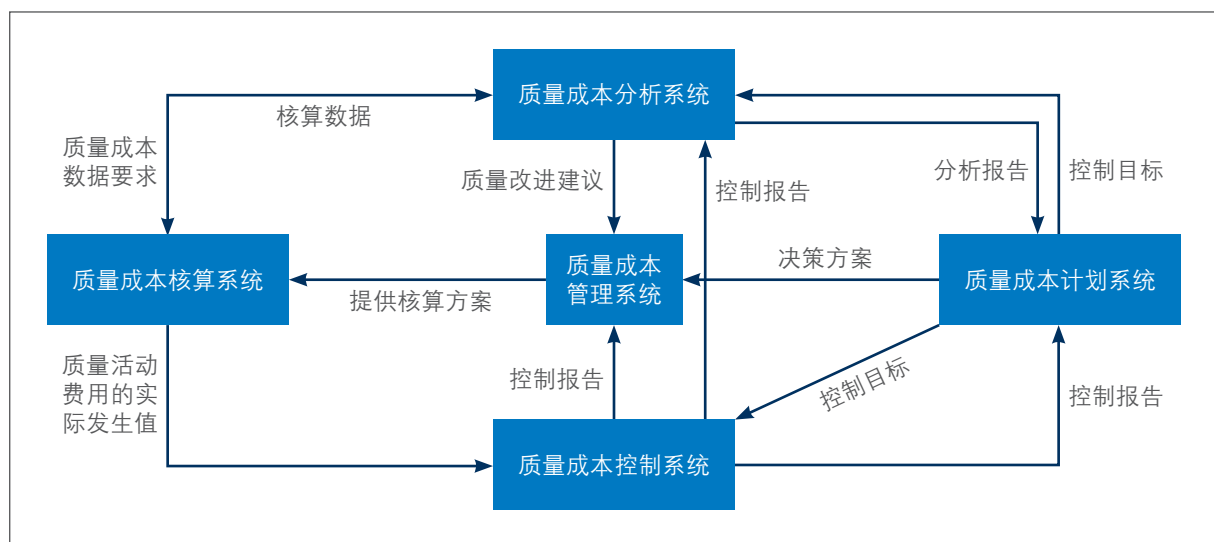 质量成本分析系统
核算数据
质量成本
数据要求
质量改进建议
控制报告
分析报告
控制目标
质量成本核算系统
提供核算方案
质量成本
管理系统
决策方案
质量成本计划系统
质量活动
费用的实
际发生值
控制报告
控制目标
控制报告
质量成本控制系统